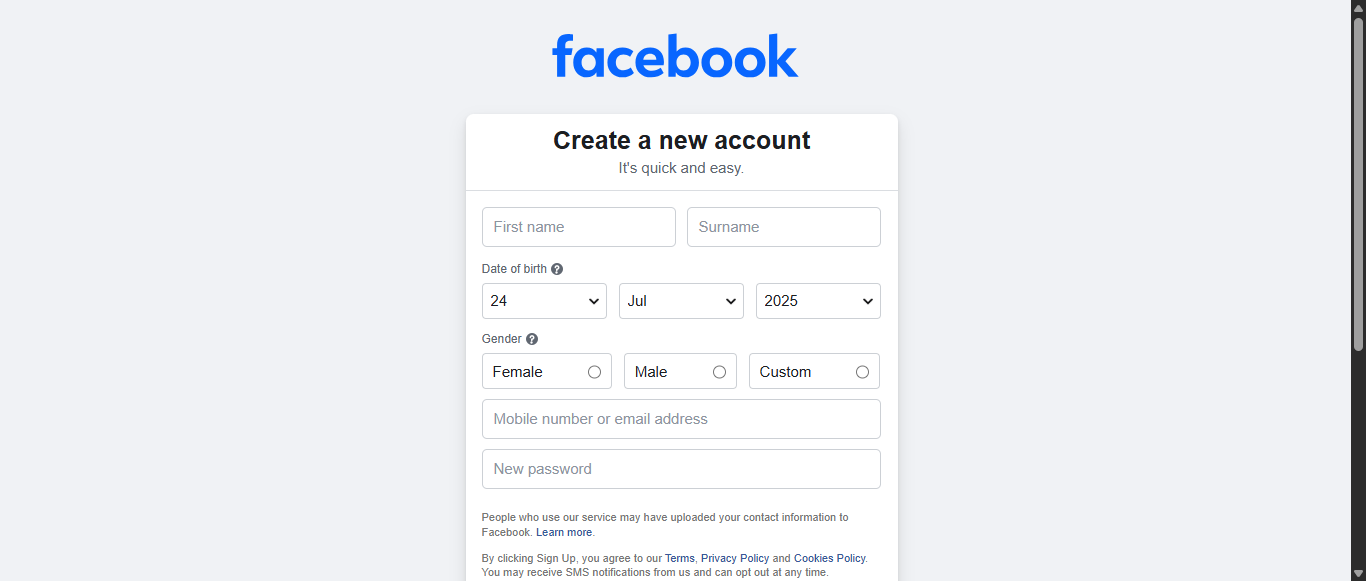 facebook
Create a new account
It's quick and easy.
First name Surname
Date of birth ?
24 Jul 2025
Gender ?
Female Male Custom
Mobile number or email address
New password
People who use our service may have uploaded your contact information to
Facebook. Learn more.
By clicking Sign Up, you agree to our Terms, Privacy Policy and Cookies Policy.
You may receive SMS notifications from us and can opt out at any time.